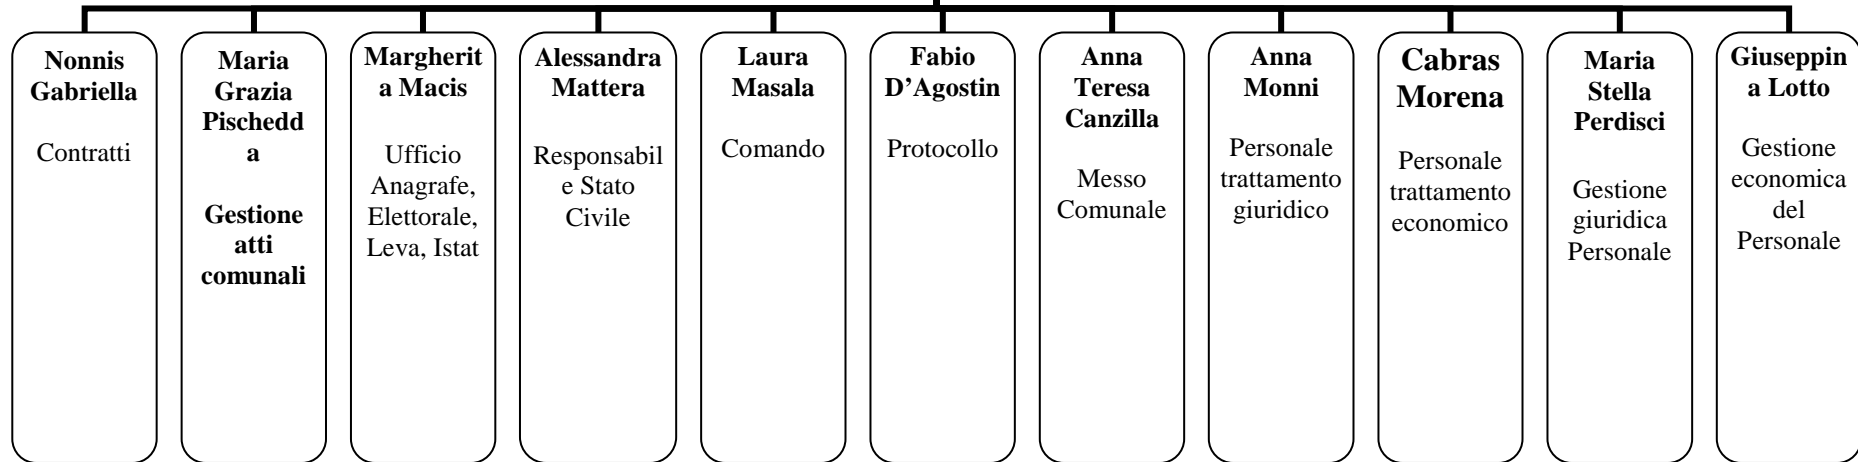 Nonnis
Gabriella
Contratti
Maria
Grazia
Pischedd
a
Gestione
atti
comunali
Margherit
a Macis
Ufficio
Anagrafe,
Elettorale,
Leva, Istat
Alessandra
Mattera
Responsabil
e Stato
Civile
Laura
Masala
Comando
Fabio
D’Agostin
Protocollo
Anna
Teresa
Canzilla
Messo
Comunale
Anna
Monni
Personale
trattamento
giuridico
Cabras
Morena
Personale
trattamento
economico
Maria
Stella
Perdisci
Gestione
giuridica
Personale
Giuseppin
a Lotto
Gestione
economica
del
Personale